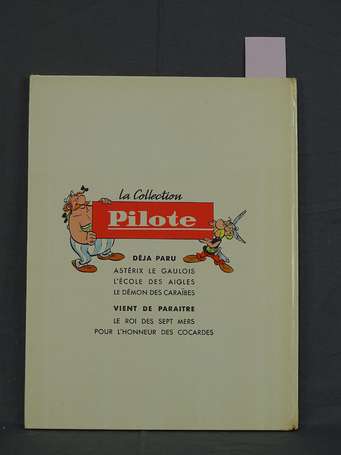 La Collection
Pilote
DÉJA PARU
ASTÉRIX LE GAULOIS
L'ÉCOLE DES AIGLES
LE DÉMON DES CARAÏBES
VIENT DE PARAITRE
LE ROI DES SEPT MERS
POUR L'HONNEUR DES COCARDES